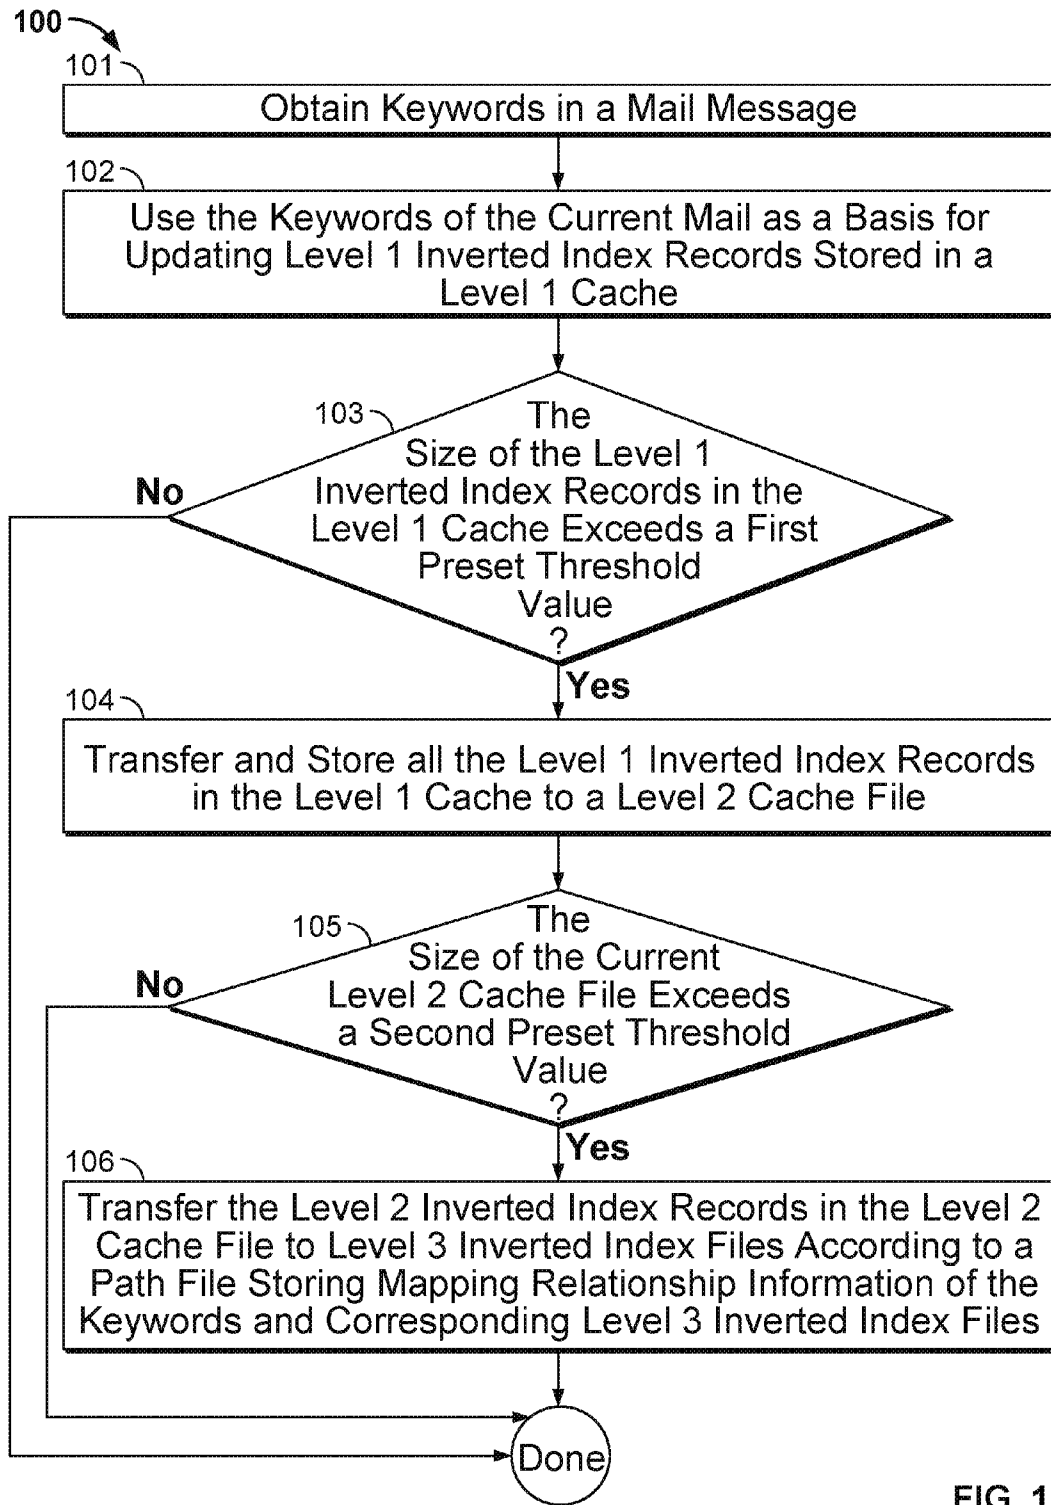 100
101
Obtain Keywords in a Mail Message
102
Use the Keywords of the Current Mail as a Basis for
Updating Level 1 Inverted Index Records Stored in a
Level 1 Cache
103
The
Size of the Level 1
Inverted Index Records in the
Level 1 Cache Exceeds a First
Preset Threshold
Value
?
No
Yes
104
Transfer and Store all the Level 1 Inverted Index Records
in the Level 1 Cache to a Level 2 Cache File
105
The
Size of the Current
Level 2 Cache File Exceeds
a Second Preset Threshold
Value
?
No
Yes
106
Transfer the Level 2 Inverted Index Records in the Level 2
Cache File to Level 3 Inverted Index Files According to a
Path File Storing Mapping Relationship Information of the
Keywords and Corresponding Level 3 Inverted Index Files
Done
FIG. 1